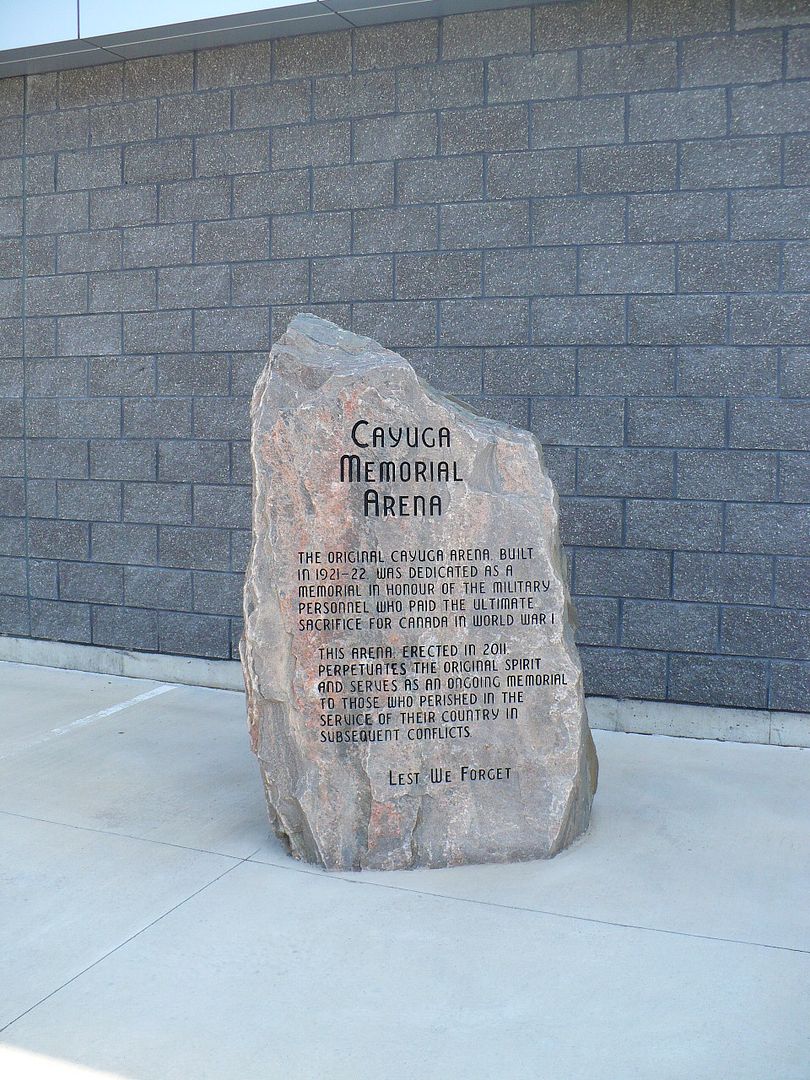 Cayuga
Memorial
Arena
THE ORIGINAL CAYUGA ARENA, BUILT
IN 1921-22, WAS DEDICATED AS A
MEMORIAL IN HONOUR OF THE MILITARY
PERSONNEL WHO PAID THE ULTIMATE
SACRIFICE FOR CANADA IN WORLD WAR I.
THIS ARENA, ERECTED IN 2011,
PERPETUATES THE ORIGINAL SPIRIT
AND SERVES AS AN ONGOING MEMORIAL
TO THOSE WHO PERISHED IN THE
SERVICE OF THEIR COUNTRY IN
SUBSEQUENT CONFLICTS.
Lest We Forget